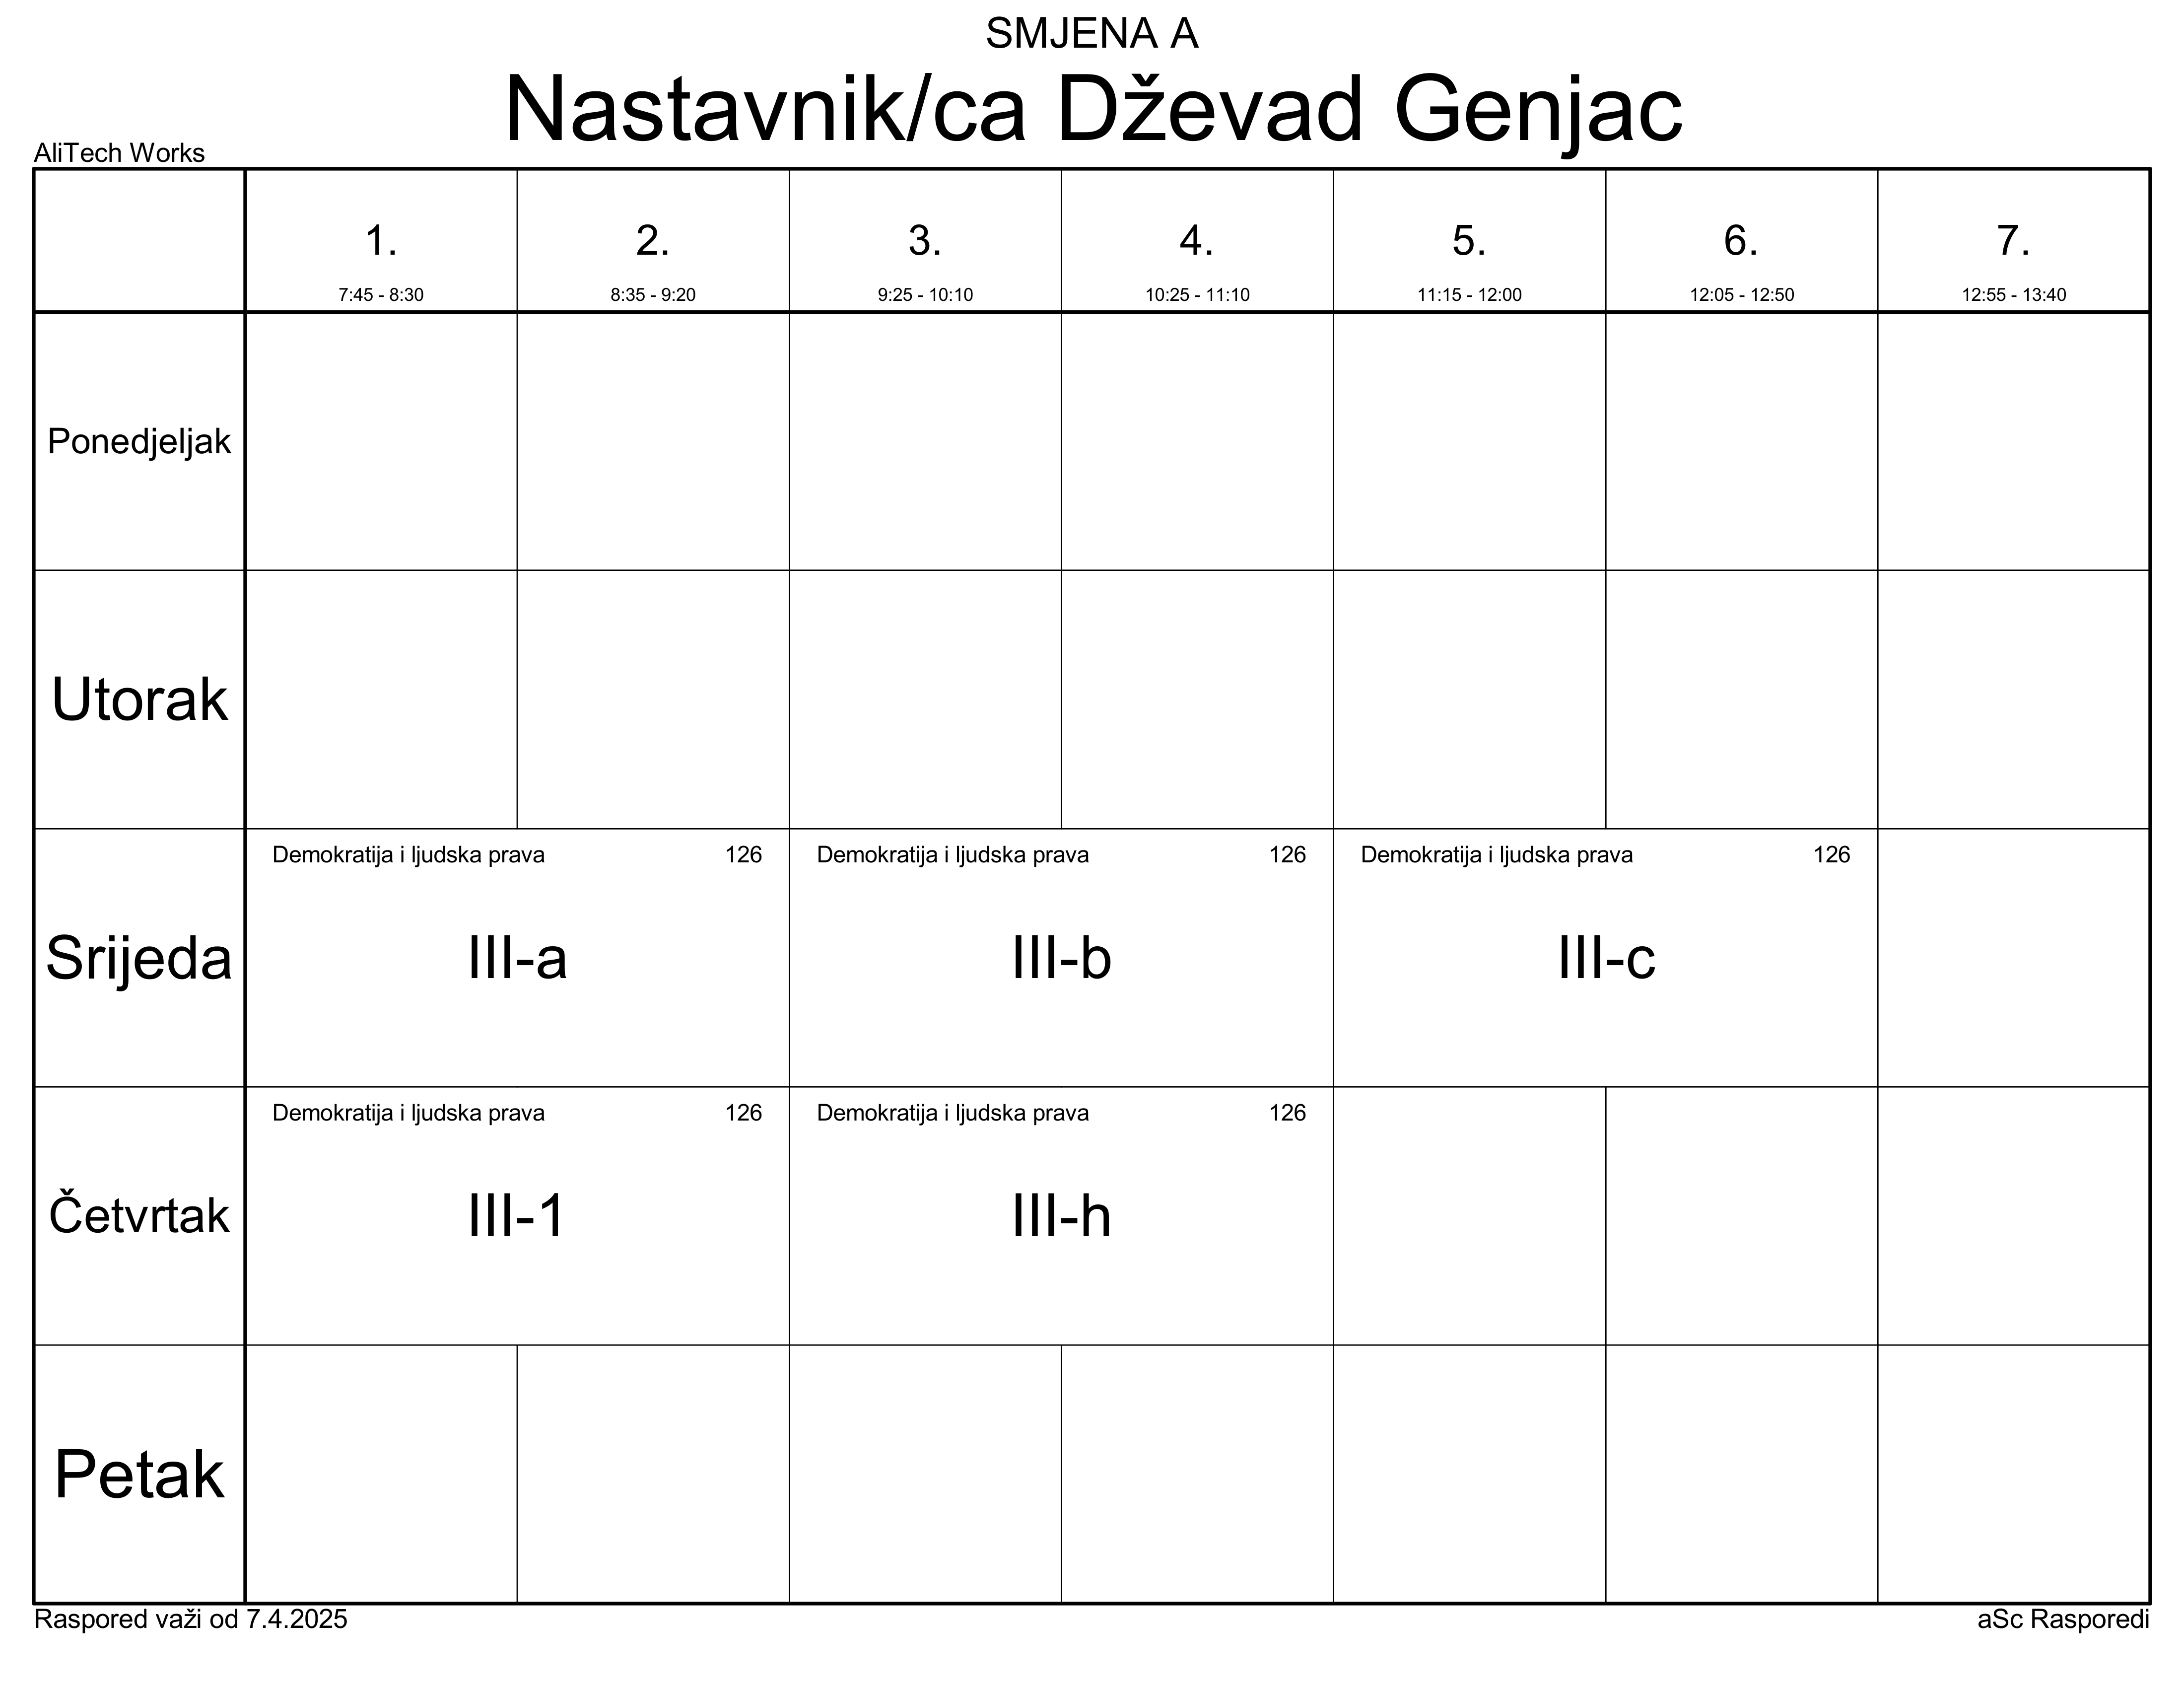 SMJENA A
Nastavnik/ca Dževad Genjac
AliTech Works
1. 2. 3. 4. 5. 6. 7.
7:45 - 8:30 8:35 - 9:20 9:25 - 10:10 10:25 - 11:10 11:15 - 12:00 12:05 - 12:50 12:55 - 13:40
Ponedjeljak
Utorak
Demokratija i ljudska prava 126 Demokratija i ljudska prava 126 Demokratija i ljudska prava 126
Srijeda III-a III-b III-c
Demokratija i ljudska prava 126 Demokratija i ljudska prava 126
Četvrtak III-1 III-h
Petak
Raspored važi od 7.4.2025 aSc Rasporedi